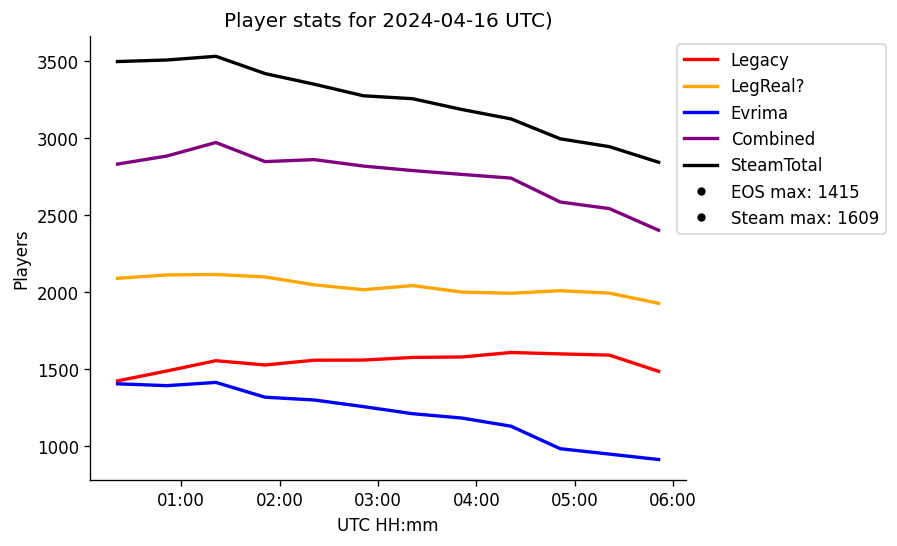 Player stats for 2024-04-16 UTC)
3500
3000
2500
2000
1500
1000
Players
01:00 02:00 03:00 04:00 05:00 06:00
UTC HH:mm
Legacy
LegReal?
Evrima
Combined
SteamTotal
EOS max: 1415
Steam max: 1609